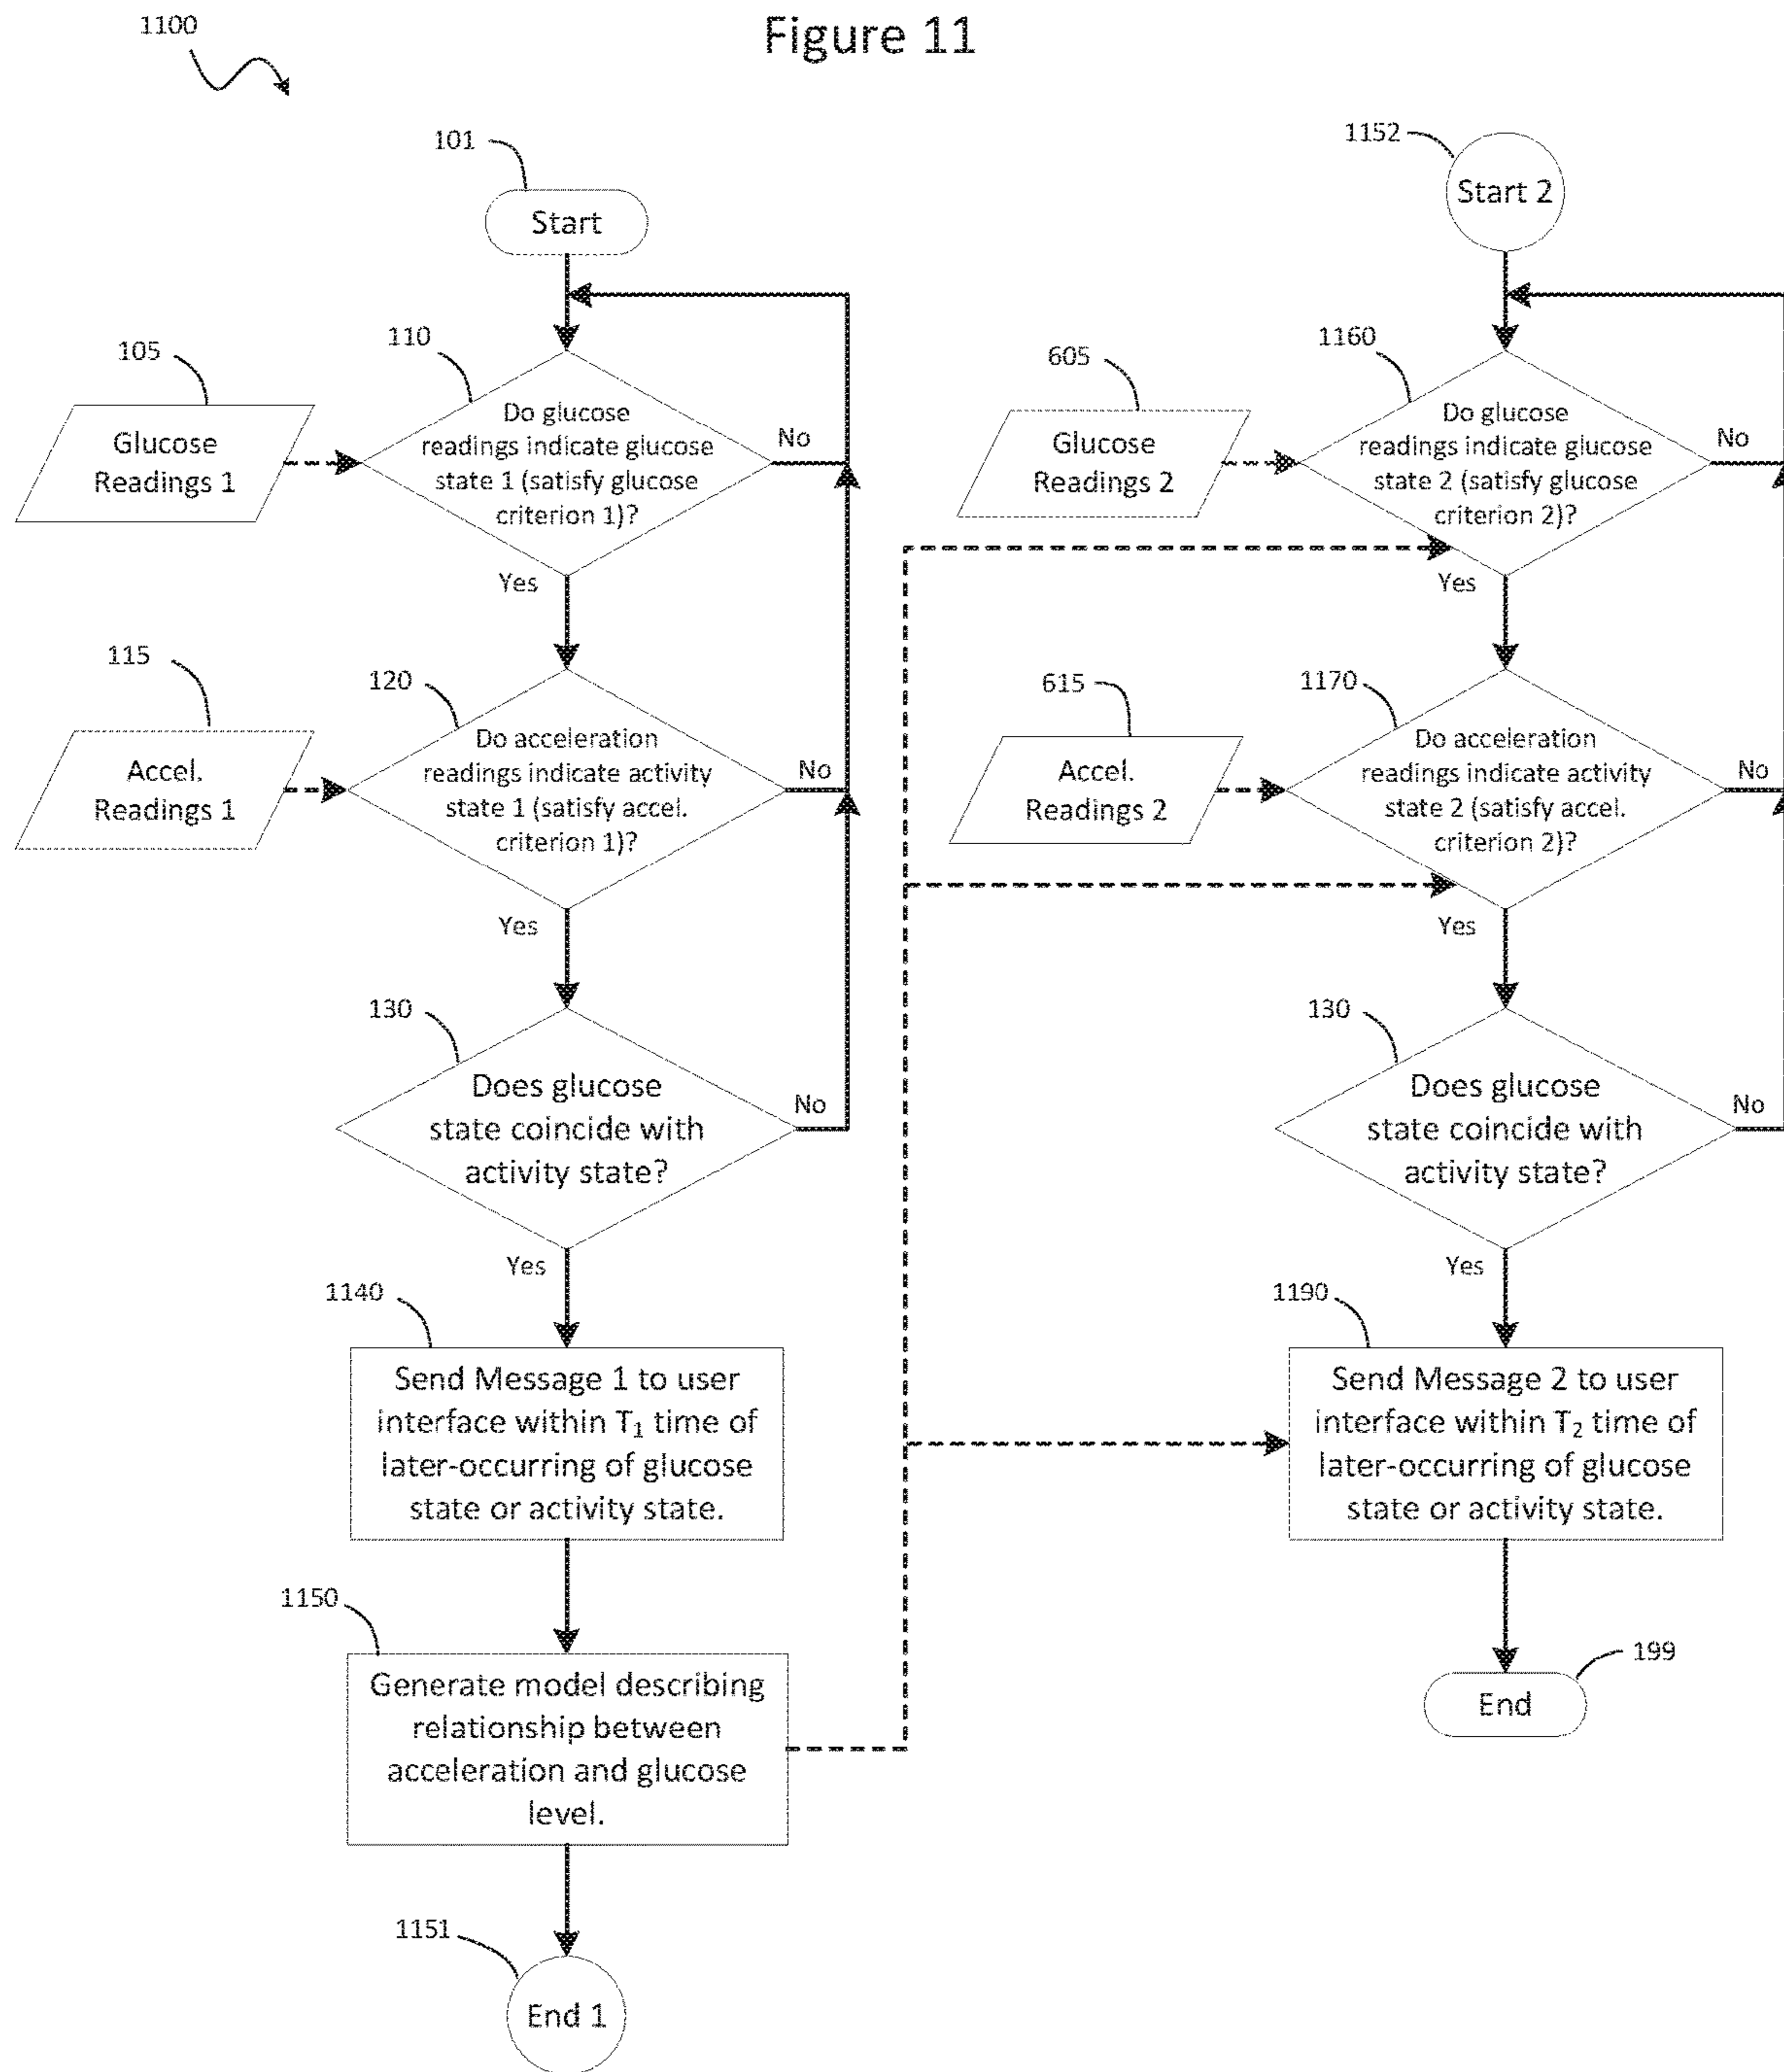 Figure 11
1100
101
Start
110
105
Glucose
Readings 1
Do glucose
readings indicate glucose
state 1 (satisfy glucose
criterion 1)?
No
Yes
115
120
Accel.
Readings 1
Do acceleration
readings indicate activity
state 1 (satisfy accel.
criterion 1)?
No
Yes
130
Does glucose
state coincide with
activity state?
No
Yes
1140
Send Message 1 to user
interface within T₁ time of
later-occurring of glucose
state or activity state.
1150
Generate model describing
relationship between
acceleration and glucose
level.
1151
End 1
1152
Start 2
1160
605
Glucose
Readings 2
Do glucose
readings indicate glucose
state 2 (satisfy glucose
criterion 2)?
No
Yes
615
1170
Accel.
Readings 2
Do acceleration
readings indicate activity
state 2 (satisfy accel.
criterion 2)?
No
Yes
130
Does glucose
state coincide with
activity state?
No
Yes
1190
Send Message 2 to user
interface within T₂ time of
later-occurring of glucose
state or activity state.
199
End